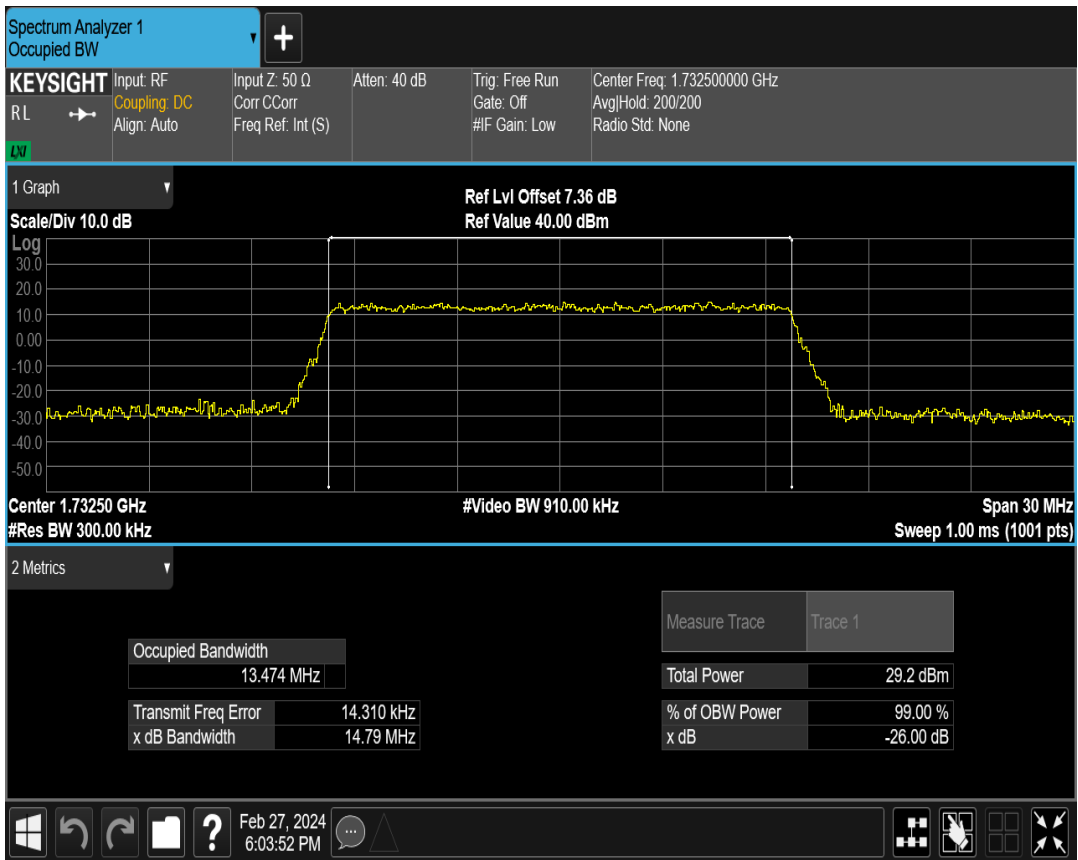 Spectrum Analyzer 1
Occupied BW
KEYSIGHT
RL
LXI
Input: RF
Coupling: DC
Align: Auto
Input Z: 50 Ω
Corr CCorr
Freq Ref: Int (S)
Atten: 40 dB
Trig: Free Run
Gate: Off
#IF Gain: Low
Center Freq: 1.732500000 GHz
Avg|Hold: 200/200
Radio Std: None
1 Graph
Scale/Div 10.0 dB
Ref Lvl Offset 7.36 dB
Ref Value 40.00 dBm
Log
30.0
20.0
10.0
0.00
-10.0
-20.0
-30.0
-40.0
-50.0
Center 1.73250 GHz
#Res BW 300.00 kHz
#Video BW 910.00 kHz
Span 30 MHz
Sweep 1.00 ms (1001 pts)
2 Metrics
Occupied Bandwidth
13.474 MHz
Transmit Freq Error 14.310 kHz
x dB Bandwidth 14.79 MHz
Measure Trace Trace 1
Total Power 29.2 dBm
% of OBW Power 99.00 %
x dB -26.00 dB
?
Feb 27, 2024
6:03:52 PM